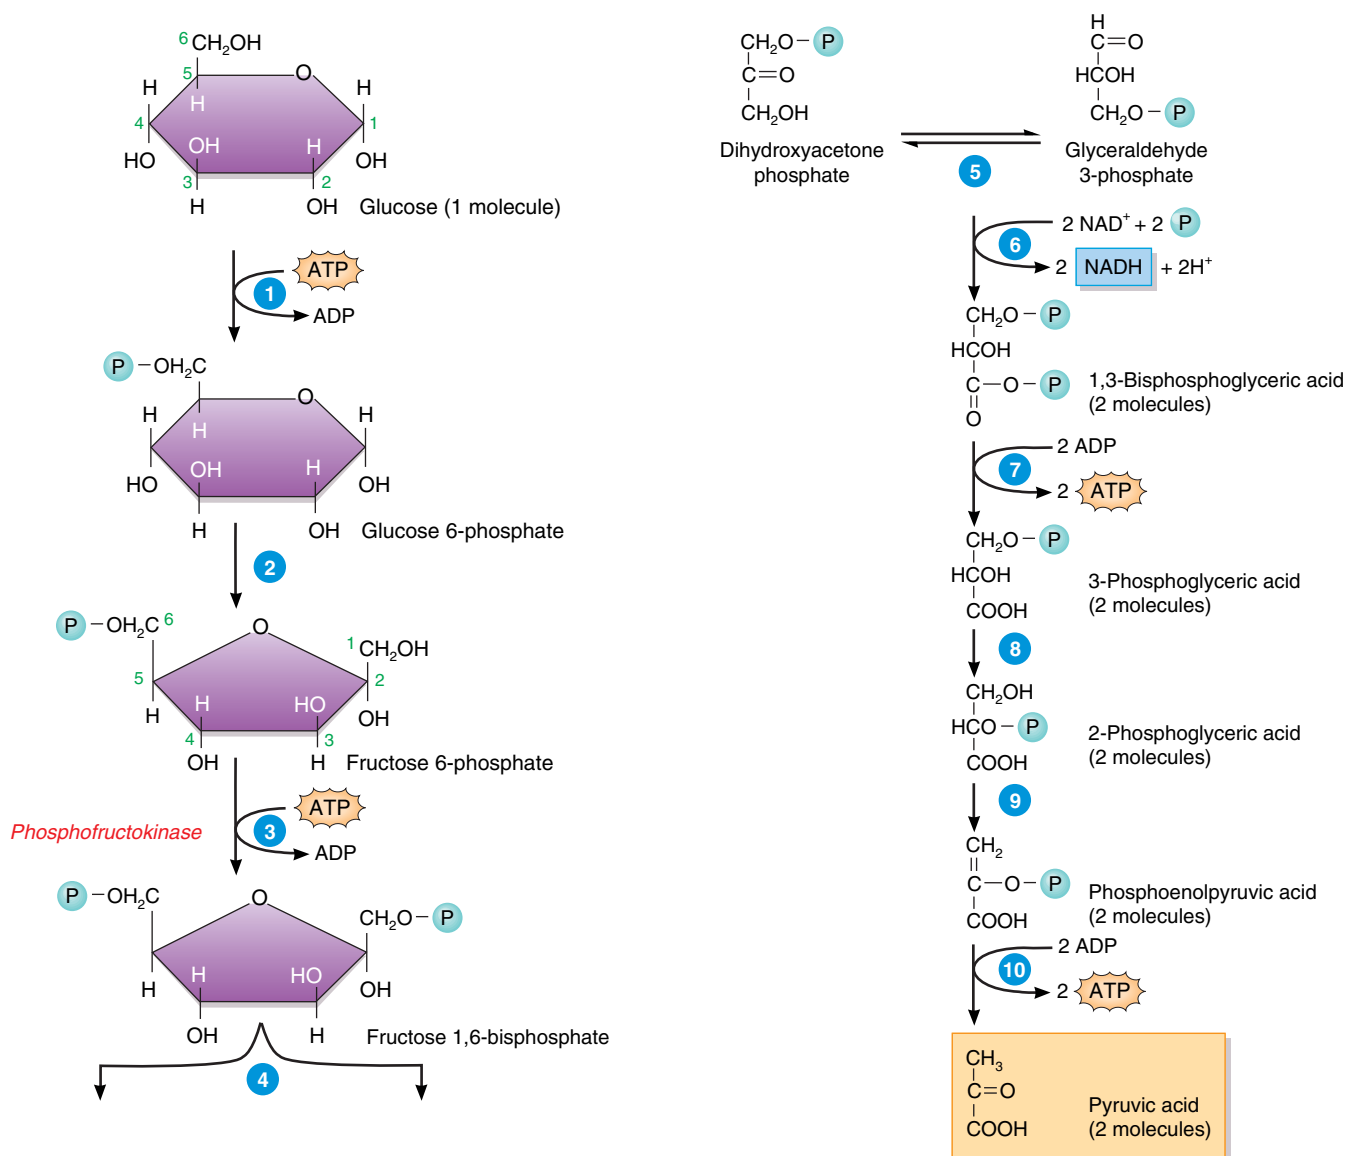 6 CH₂OH
5 O
H H
H
4 1
OH H
HO OH
3 2
H OH Glucose (1 molecule)
ATP
1
ADP
P –OH₂C
O
H H
H
OH H
HO OH
H OH Glucose 6-phosphate
2
P –OH₂C 6
O
1 CH₂OH
5 2
H HO
H OH
4 3
OH H Fructose 6-phosphate
ATP
Phosphofructokinase 3
ADP
P –OH₂C
O
CH₂O– P
H HO
H OH
OH H Fructose 1,6-bisphosphate
4
CH₂O– P
C=O
CH₂OH
Dihydroxyacetone
phosphate
H
C=O
HCOH
CH₂O– P
Glyceraldehyde
3-phosphate
5
2 NAD⁺ + 2 P
6
2 NADH + 2H⁺
CH₂O– P
HCOH
C–O– P
O
1,3-Bisphosphoglyceric acid
(2 molecules)
2 ADP
7
2 ATP
CH₂O– P
HCOH
COOH
3-Phosphoglyceric acid
(2 molecules)
8
CH₂OH
HCO– P
COOH
2-Phosphoglyceric acid
(2 molecules)
9
CH₂
C–O– P
COOH
Phosphoenolpyruvic acid
(2 molecules)
2 ADP
10
2 ATP
CH₃
C=O
COOH
Pyruvic acid
(2 molecules)